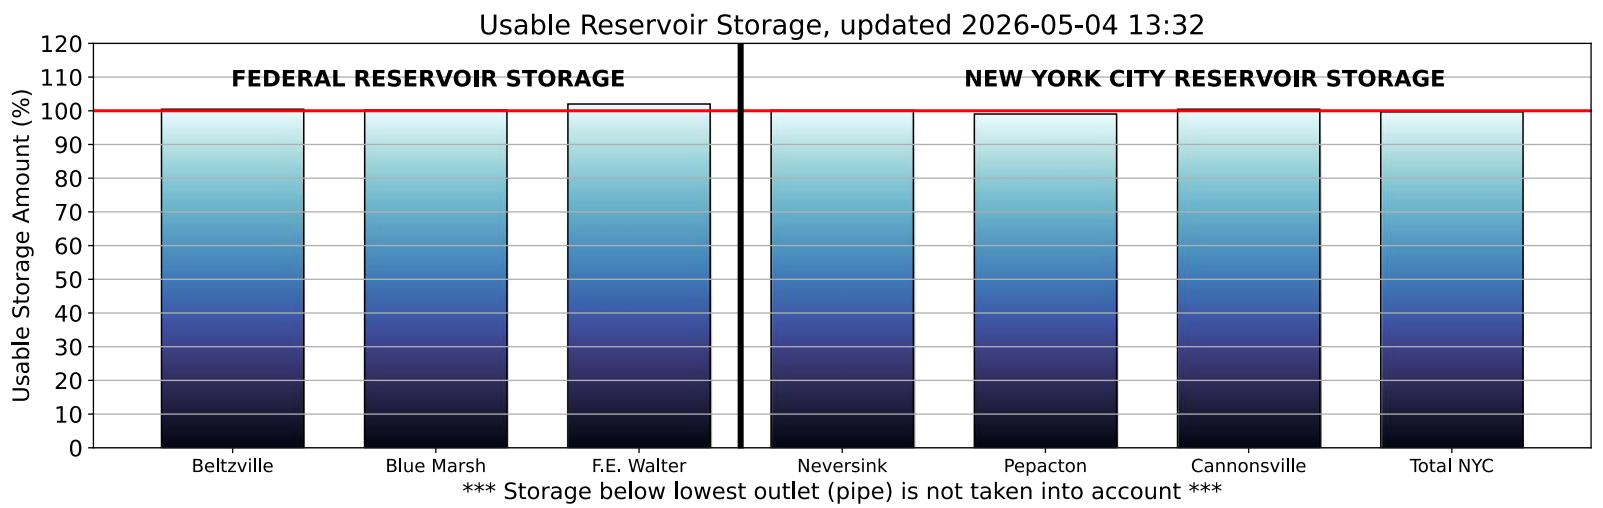 Usable Reservoir Storage, updated 2026-05-04 13:32
FEDERAL RESERVOIR STORAGE
NEW YORK CITY RESERVOIR STORAGE
Usable Storage Amount (%)
120
110
100
90
80
70
60
50
40
30
20
10
0
Beltzville
Blue Marsh
F.E. Walter
Neversink
Pepacton
Cannonsville
Total NYC
*** Storage below lowest outlet (pipe) is not taken into account ***